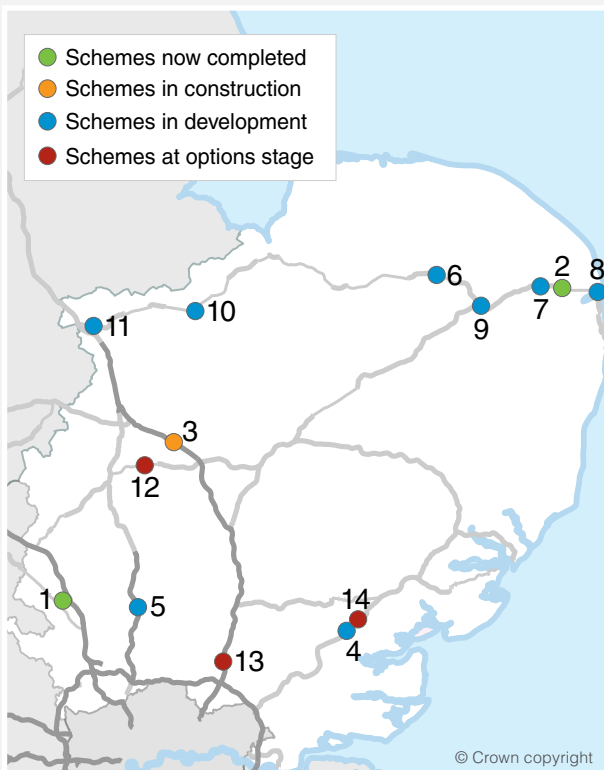 Schemes now completed
Schemes in construction
Schemes in development
Schemes at options stage
6
2
8
7
9
10
11
3
12
1
5
14
4
13
© Crown copyright